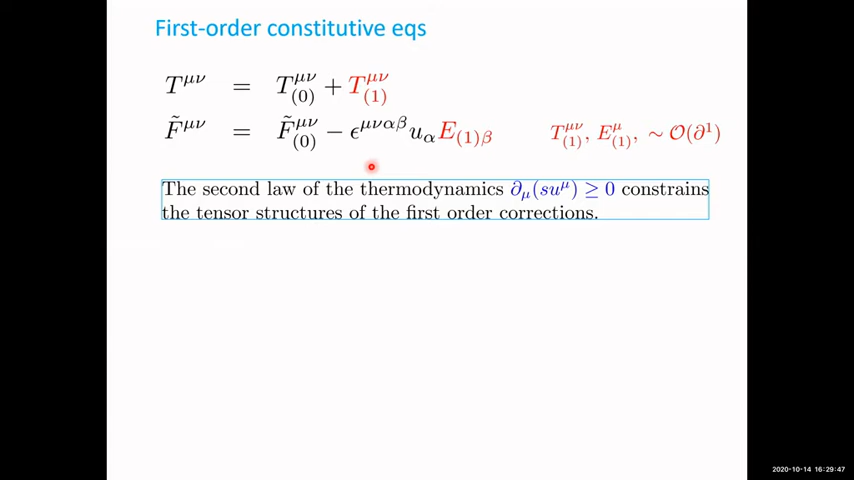 First-order constitutive eqs
T^{μν} = T^{μν}_{(0)} + T^{μν}_{(1)}
F̃^{μν} = F̃^{μν}_{(0)} − ϵ^{μναβ} u_α E_{(1)β} T^{μν}_{(1)}, E^μ_{(1)}, ∼ O(∂^1)
The second law of the thermodynamics ∂_μ(su^μ) ≥ 0 constrains
the tensor structures of the first order corrections.
2020-10-14 16:29:47